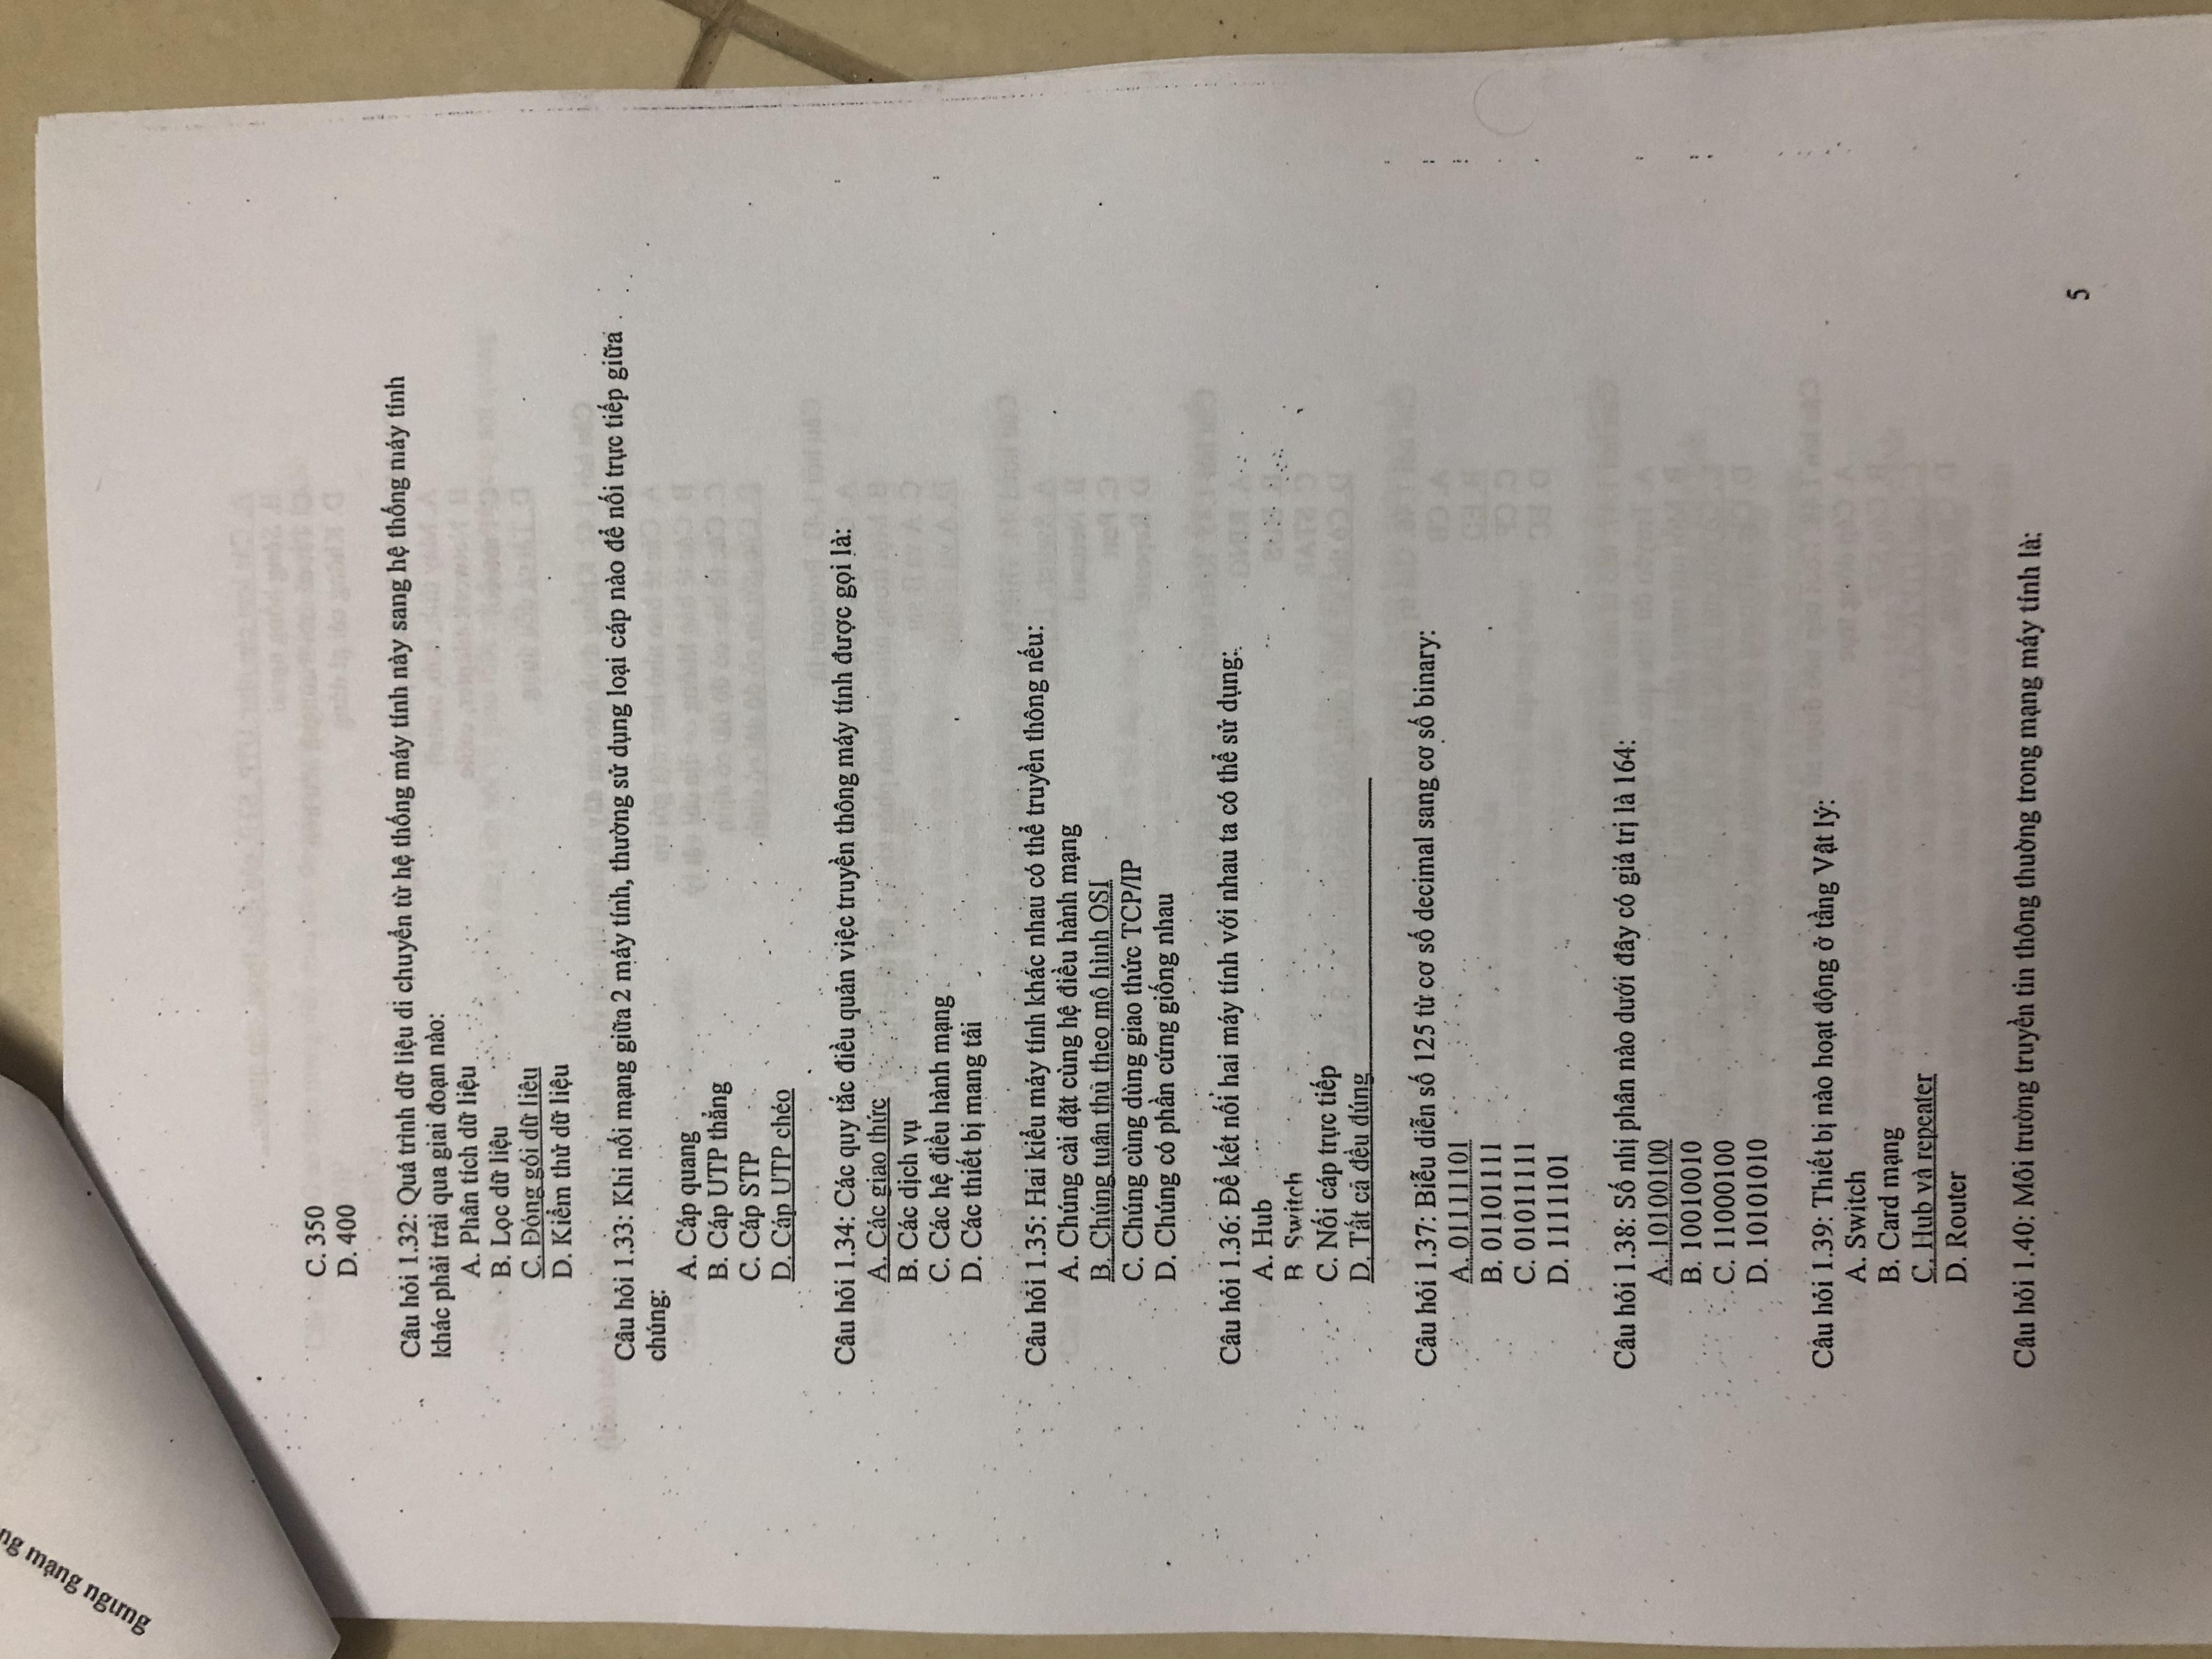 ng mạng ngung
C. 350
D. 400
Câu hỏi 1.32: Quá trình dữ liệu di chuyển từ hệ thống máy tính này sang hệ thống máy tính
khác phải trải qua giai đoạn nào:
A. Phân tích dữ liệu
B. Lọc dữ liệu
C. Đóng gói dữ liệu
D. Kiểm thử dữ liệu
Câu hỏi 1.33: Khi nối mạng giữa 2 máy tính, thường sử dụng loại cáp nào để nối trực tiếp giữa
chúng:
A. Cáp quang
B. Cáp UTP thẳng
C. Cáp STP
D. Cáp UTP chéo
Câu hỏi 1.34: Các quy tắc điều quản việc truyền thông máy tính được gọi là:
A. Các giao thức
B. Các dịch vụ
C. Các hệ điều hành mạng
D. Các thiết bị mang tải
Câu hỏi 1.35: Hai kiểu máy tính khác nhau có thể truyền thông nếu:
A. Chúng cài đặt cùng hệ điều hành mạng
B. Chúng tuân thủ theo mô hình OSI
C. Chúng cùng dùng giao thức TCP/IP
D. Chúng có phần cứng giống nhau
Câu hỏi 1.36: Để kết nối hai máy tính với nhau ta có thể sử dụng:
A. Hub
B. Switch
C. Nối cáp trực tiếp
D. Tất cả đều đúng
Câu hỏi 1.37: Biễu diễn số 125 từ cơ số decimal sang cơ số binary:
A. 01111101
B. 01101111
C. 01011111
D. 1111101
Câu hỏi 1.38: Số nhị phân nào dưới đây có giá trị là 164:
A. 10100100
B. 10010010
C. 11000100
D. 10101010
Câu hỏi 1.39: Thiết bị nào hoạt động ở tầng Vật lý:
A. Switch
B. Card mạng
C. Hub và repeater
D. Router
Câu hỏi 1.40: Môi trường truyền tin thông thường trong mạng máy tính là:
5